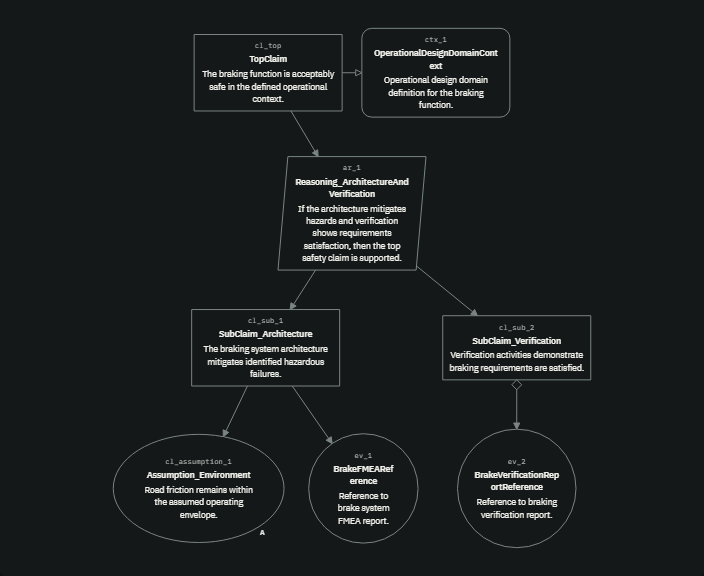 cl_top
TopClaim
The braking function is acceptably
safe in the defined operational
context.
ctx_1
OperationalDesignDomainCont
ext
Operational design domain
definition for the braking
function.
ar_1
Reasoning_ArchitectureAnd
Verification
If the architecture mitigates
hazards and verification
shows requirements
satisfaction, then the top
safety claim is supported.
cl_sub_1
SubClaim_Architecture
The braking system architecture
mitigates identified hazardous
failures.
cl_sub_2
SubClaim_Verification
Verification activities demonstrate
braking requirements are satisfied.
cl_assumption_1
Assumption_Environment
Road friction remains within
the assumed operating
envelope.
A
ev_1
BrakeFMEARef
erence
Reference to
brake system
FMEA report.
ev_2
BrakeVerificationRep
ortReference
Reference to braking
verification report.